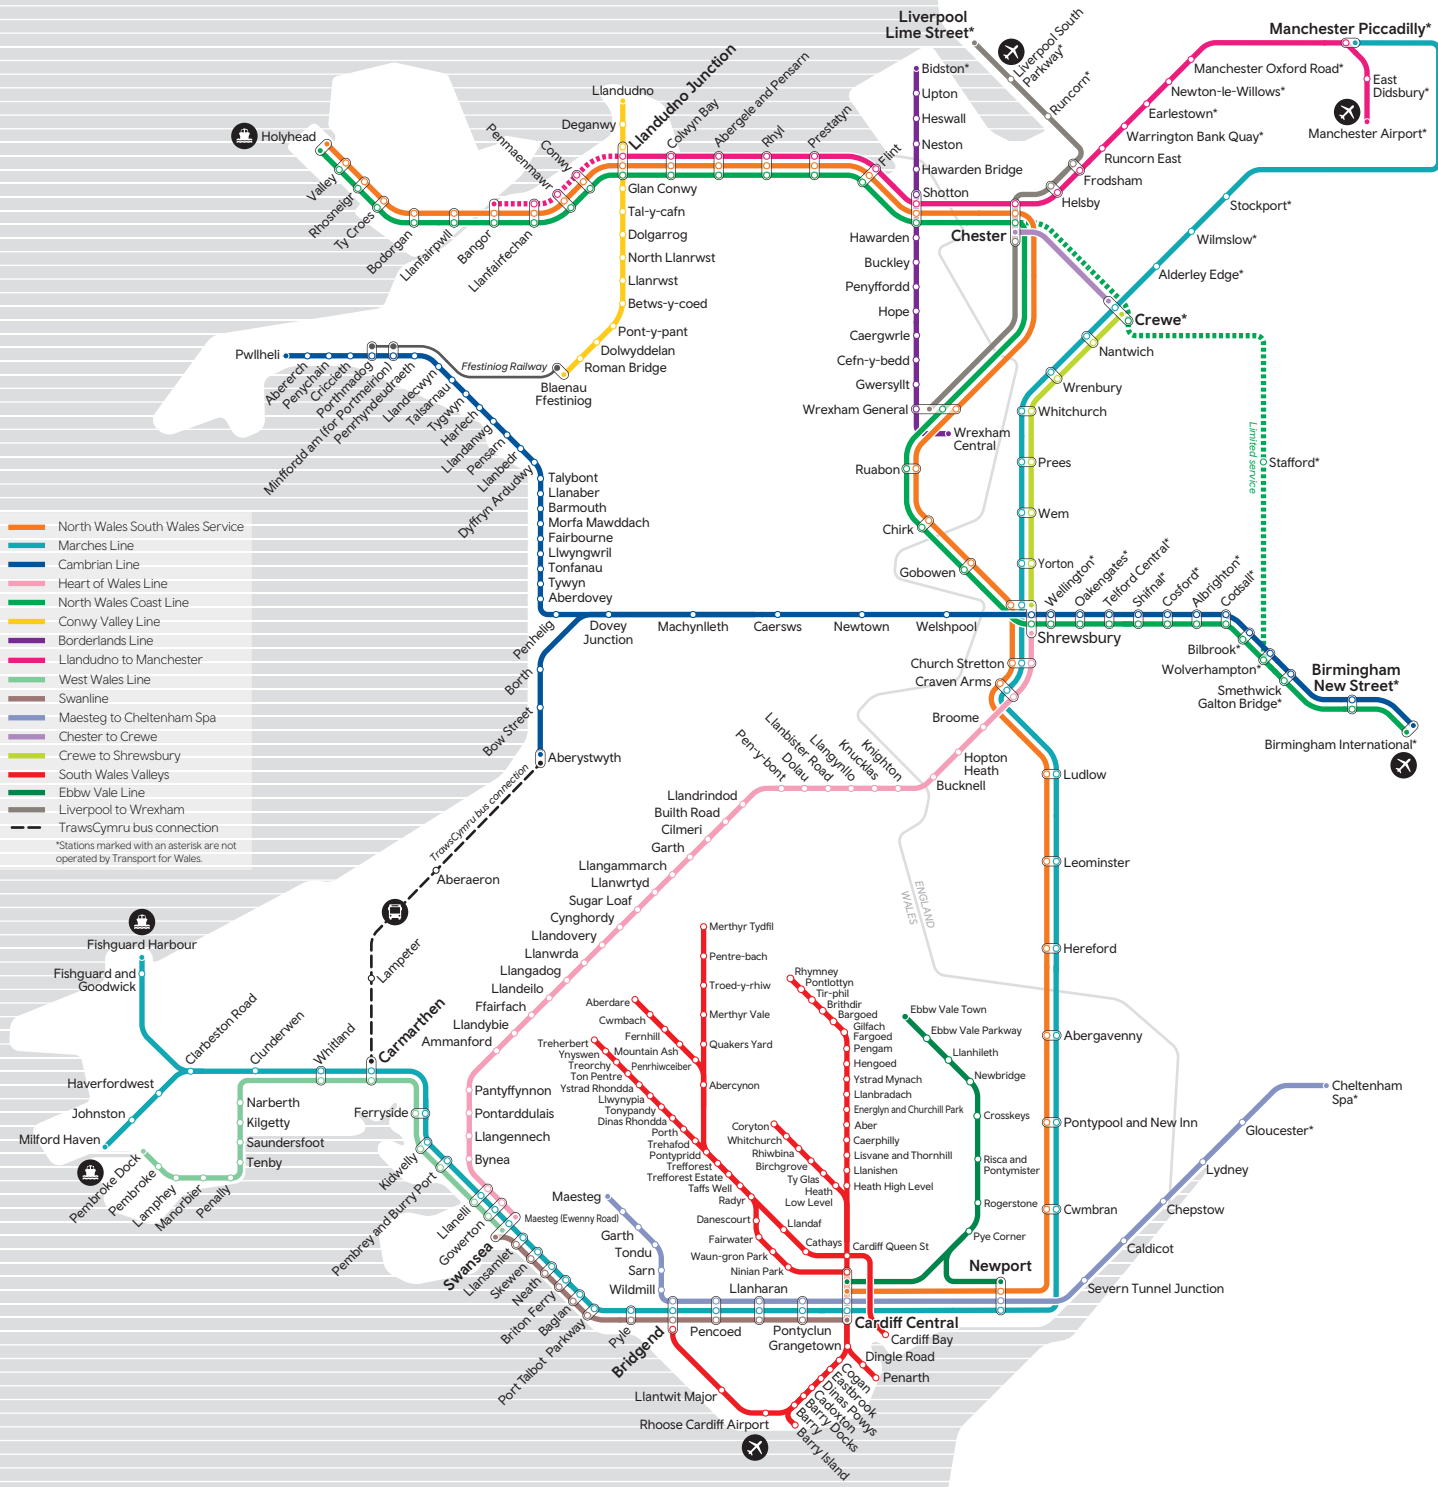 Liverpool
Lime Street*
Liverpool South
Parkway*
Runcorn*
Manchester Piccadilly*
Manchester Oxford Road*
Newton-le-Willows*
Earlestown*
Warrington Bank Quay*
Runcorn East
Frodsham
Helsby
East
Didsbury*
Manchester Airport*
Stockport*
Wilmslow*
Alderley Edge*
Crewe*
Holyhead
Valley
Rhosneigr
Ty Croes
Bodorgan
Llanfairpwll
Bangor
Llanfairfechan
Penmaenmawr
Conwy
Llandudno
Deganwy
Llandudno Junction
Colwyn Bay
Abergele and Pensarn
Rhyl
Prestatyn
Flint
Glan Conwy
Tal-y-cafn
Dolgarrog
North Llanrwst
Llanrwst
Betws-y-coed
Pont-y-pant
Dolwyddelan
Roman Bridge
Blaenau
Ffestiniog
Ffestiniog Railway
Bidston*
Upton
Heswall
Neston
Hawarden Bridge
Shotton
Chester
Hawarden
Buckley
Penyffordd
Hope
Caergwrle
Cefn-y-bedd
Gwersyllt
Wrexham General
Wrexham
Central
Ruabon
Chirk
Gobowen
Nantwich
Wrenbury
Whitchurch
Prees
Wem
Yorton
Limited service
Stafford*
Pwllheli
Abererch
Penychain
Criccieth
Porthmadog
Minffordd am (for Portmeirion)
Penrhyndeudraeth
Llandecwyn
Talsarnau
Tygwyn
Harlech
Llandanwg
Pensarn
Llanbedr
Dyffryn Ardudwy
Talybont
Llanaber
Barmouth
Morfa Mawddach
Fairbourne
Llwyngwril
Tonfanau
Tywyn
Aberdovey
Penhelig
Dovey
Junction
Machynlleth
Caersws
Newtown
Welshpool
Shrewsbury
Wellington*
Oakengates*
Telford Central*
Shifnal*
Cosford*
Albrighton*
Codsall*
Bilbrook*
Wolverhampton*
Smethwick
Galton Bridge*
Birmingham
New Street*
Birmingham International*
Borth
Bow Street
Aberystwyth
TrawsCymru bus connection
Aberaeron
Lampeter
North Wales South Wales Service
Marches Line
Cambrian Line
Heart of Wales Line
North Wales Coast Line
Conwy Valley Line
Borderlands Line
Llandudno to Manchester
West Wales Line
Swanline
Maesteg to Cheltenham Spa
Chester to Crewe
Crewe to Shrewsbury
South Wales Valleys
Ebbw Vale Line
Liverpool to Wrexham
TrawsCymru bus connection
*Stations marked with an asterisk are not
operated by Transport for Wales.
Church Stretton
Craven Arms
Broome
Hopton
Heath
Bucknell
Knighton
Knucklas
Llangynllo
Llanbister Road
Dolau
Pen-y-bont
Llandrindod
Builth Road
Cilmeri
Garth
Llangammarch
Llanwrtyd
Sugar Loaf
Cynghordy
Llandovery
Llanwrda
Llangadog
Llandeilo
Ffairfach
Llandybie
Ammanford
Pantyffynnon
Pontarddulais
Llangennech
Bynea
Ludlow
Leominster
ENGLAND
WALES
Hereford
Abergavenny
Pontypool and New Inn
Cwmbran
Fishguard Harbour
Fishguard and
Goodwick
Clarbeston Road
Clunderwen
Whitland
Carmarthen
Haverfordwest
Johnston
Milford Haven
Narberth
Kilgetty
Saundersfoot
Tenby
Pembroke Dock
Pembroke
Lamphey
Manorbier
Penally
Ferryside
Kidwelly
Pembrey and Burry Port
Llanelli
Gowerton
Swansea
Llansamlet
Skewen
Neath
Briton Ferry
Baglan
Port Talbot Parkway
Pyle
Bridgend
Pencoed
Llanharan
Pontyclun
Maesteg
Maesteg (Ewenny Road)
Garth
Tondu
Sarn
Wildmill
Merthyr Tydfil
Pentre-bach
Troed-y-rhiw
Merthyr Vale
Quakers Yard
Abercynon
Aberdare
Cwmbach
Fernhill
Mountain Ash
Penrhiwceiber
Treherbert
Ynyswen
Treorchy
Ton Pentre
Ystrad Rhondda
Llwynypia
Tonypandy
Dinas Rhondda
Porth
Trehafod
Pontypridd
Trefforest
Trefforest Estate
Taffs Well
Radyr
Danescourt
Fairwater
Waun-gron Park
Ninian Park
Llandaf
Cathays
Rhymney
Pontlottyn
Tir-phil
Brithdir
Bargoed
Gilfach
Fargoed
Pengam
Hengoed
Ystrad Mynach
Llanbradach
Energlyn and Churchill Park
Aber
Caerphilly
Lisvane and Thornhill
Llanishen
Heath High Level
Coryton
Whitchurch
Rhiwbina
Birchgrove
Ty Glas
Heath
Low Level
Cardiff Queen St
Cardiff Central
Cardiff Bay
Grangetown
Dingle Road
Penarth
Cogan
Eastbrook
Dinas Powys
Cadoxton
Barry Docks
Barry
Barry Island
Rhoose Cardiff Airport
Llantwit Major
Ebbw Vale Town
Ebbw Vale Parkway
Llanhileth
Newbridge
Crosskeys
Risca and
Pontymister
Rogerstone
Pye Corner
Newport
Severn Tunnel Junction
Caldicot
Chepstow
Lydney
Gloucester*
Cheltenham
Spa*